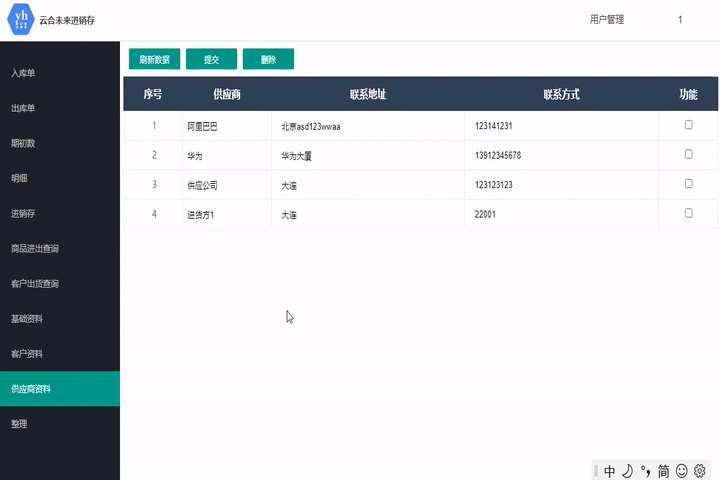 yh
云合未来进销存
用户管理 1
入库单
出库单
期初数
明细
进销存
商品进出查询
客户出货查询
基础资料
客户资料
供应商资料
整理
刷新数据 提交 删除
序号 供应商 联系地址 联系方式 功能
1 阿里巴巴 北京asd123wwaa 123141231
2 华为 华为大厦 13912345678
3 供应公司 大连 123123123
4 进货方1 大连 22001
中 简